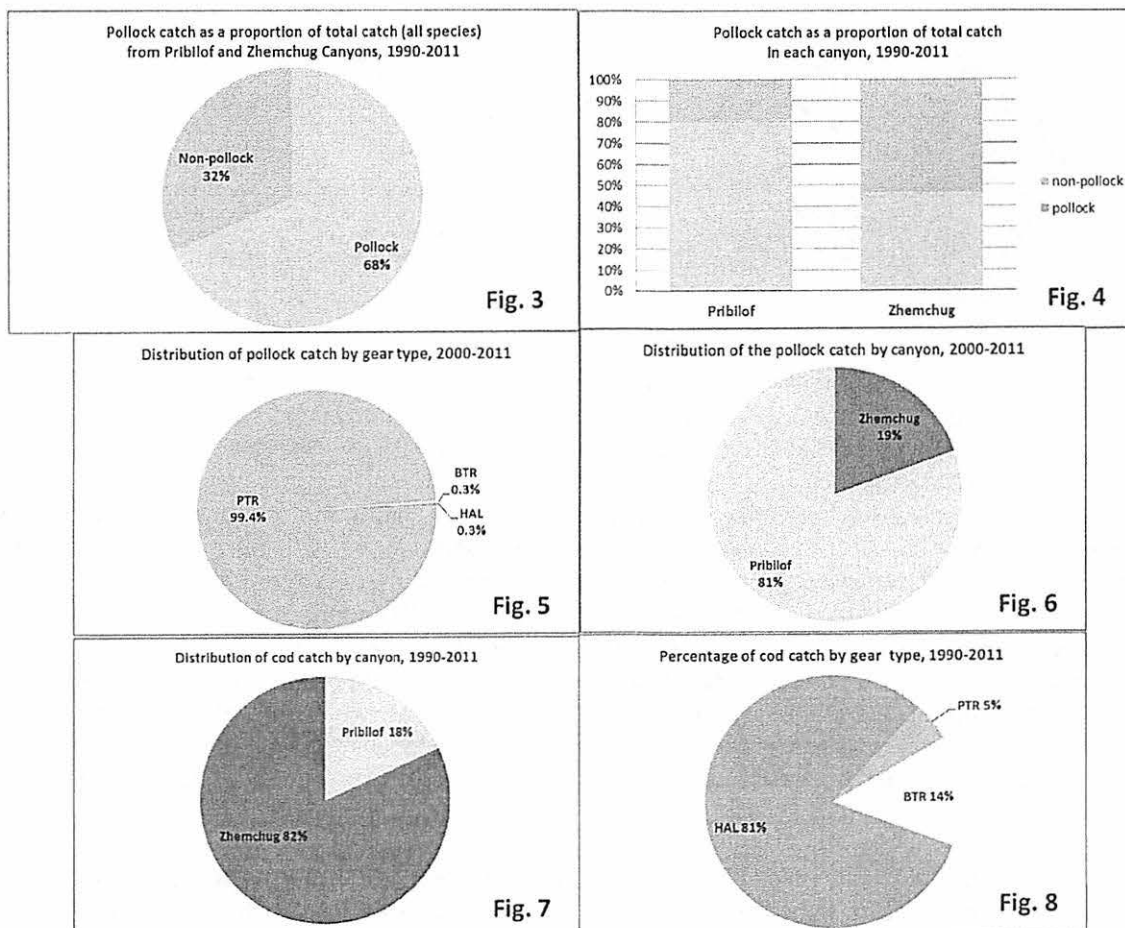 Pollock catch as a proportion of total catch (all species)
from Pribilof and Zhemchug Canyons, 1990-2011
Non-pollock
32%
Pollock
68%
Fig. 3
Pollock catch as a proportion of total catch
In each canyon, 1990-2011
100%
90%
80%
70%
60%
50%
40%
30%
20%
10%
0%
Pribilof
Zhemchug
non-pollock
pollock
Fig. 4
Distribution of pollock catch by gear type, 2000-2011
PTR
99.4%
BTR
0.3%
HAL
0.3%
Fig. 5
Distribution of the pollock catch by canyon, 2000-2011
Zhemchug
19%
Pribilof
81%
Fig. 6
Distribution of cod catch by canyon, 1990-2011
Pribilof 18%
Zhemchug 82%
Fig. 7
Percentage of cod catch by gear type, 1990-2011
PTR 5%
BTR 14%
HAL 81%
Fig. 8